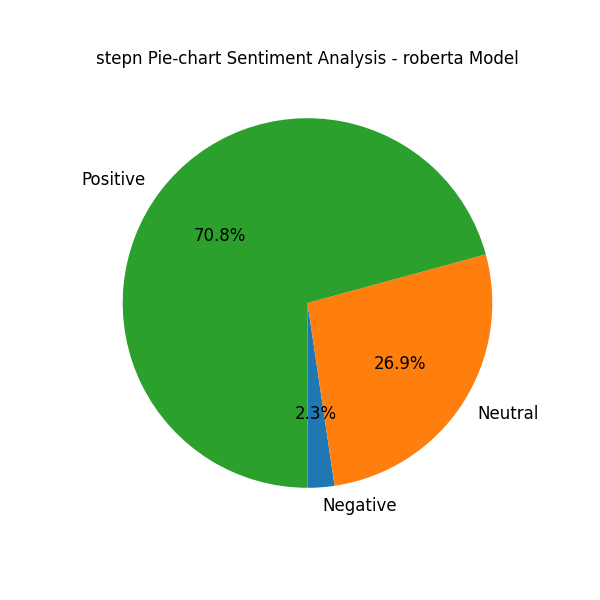 stepn Pie-chart Sentiment Analysis - roberta Model
Positive
70.8%
26.9%
2.3%
Neutral
Negative